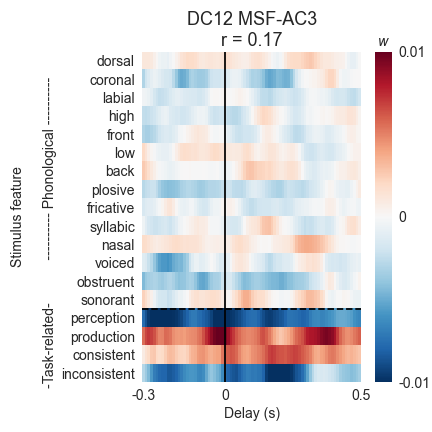 DC12 MSF-AC3
r = 0.17
w
0.01
0
-0.01
Stimulus feature
---------- Phonological ----------
-Task-related-
dorsal
coronal
labial
high
front
low
back
plosive
fricative
syllabic
nasal
voiced
obstruent
sonorant
perception
production
consistent
inconsistent
-0.3 0 0.5
Delay (s)